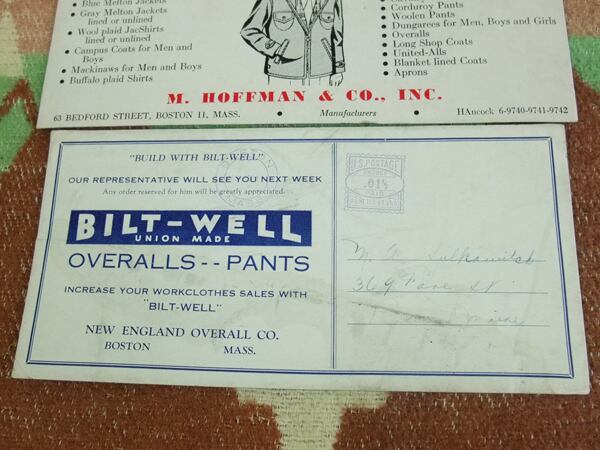 Blue Melton Jackets
Gray Melton Jackets
lined or unlined
Wool plaid JacShirts
lined or unlined
Campus Coats for Men and
Boys
Mackinaws for Men and Boys
Buffalo plaid Shirts
Corduroy Pants
Woolen Pants
Dungarees for Men, Boys and Girls
Overalls
Long Shop Coats
United-Alls
Blanket lined Coats
Aprons
M. HOFFMAN & CO., INC.
63 BEDFORD STREET, BOSTON 11, MASS. • Manufacturers • HAncock 6-9740-9741-9742
"BUILD WITH BILT-WELL"
OUR REPRESENTATIVE WILL SEE YOU NEXT WEEK
Any order reserved for him will be greatly appreciated.
BILT-WELL
UNION MADE
OVERALLS--PANTS
INCREASE YOUR WORKCLOTHES SALES WITH
"BILT-WELL"
NEW ENGLAND OVERALL CO.
BOSTON MASS.
U.S. POSTAGE
.01½
PAID
369
Maine